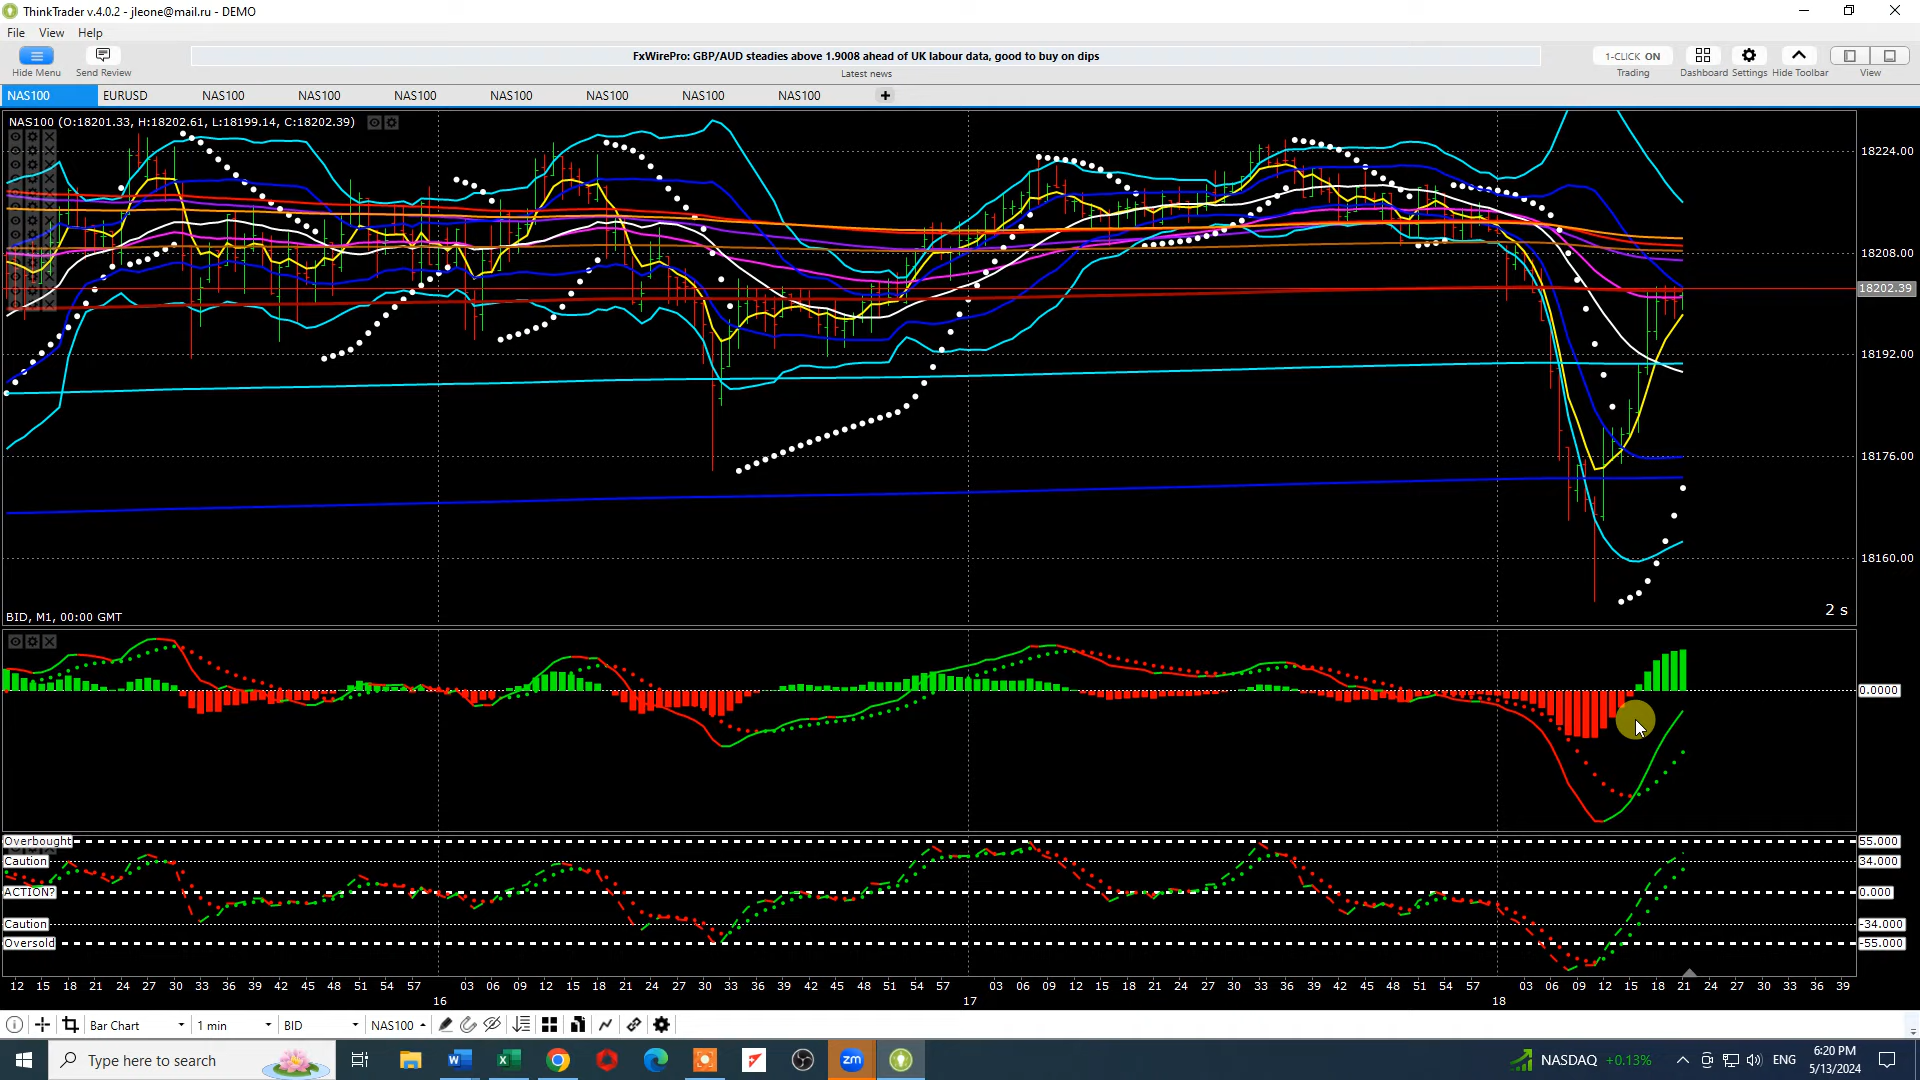 ThinkTrader v.4.0.2 - jleone@mail.ru - DEMO
File View Help
Hide Menu Send Review
FxWirePro: GBP/AUD steadies above 1.9008 ahead of UK labour data, good to buy on dips
Latest news
1-CLICK ON
Trading Dashboard Settings Hide Toolbar View
NAS100 EURUSD NAS100 NAS100 NAS100 NAS100 NAS100 NAS100 NAS100
NAS100 (O:18201.33, H:18202.61, L:18199.14, C:18202.39)
18224.00
18208.00
18202.39
18192.00
18176.00
18160.00
2 s
BID, M1, 00:00 GMT
0.0000
Overbought 55.000
Caution 34.000
ACTION? 0.000
Caution -34.000
Oversold -55.000
12 15 18 21 24 27 30 33 36 39 42 45 48 51 54 57 03 06 09 12 15 18 21 24 27 30 33 36 39 42 45 48 51 54 57 03 06 09 12 15 18 21 24 27 30 33 36 39 42 45 48 51 54 57 03 06 09 12 15 18 21 24 27 30 33 36 39
16 17 18
Bar Chart 1 min BID NAS100
Type here to search
zm
NASDAQ +0.13%
ENG
6:20 PM
5/13/2024